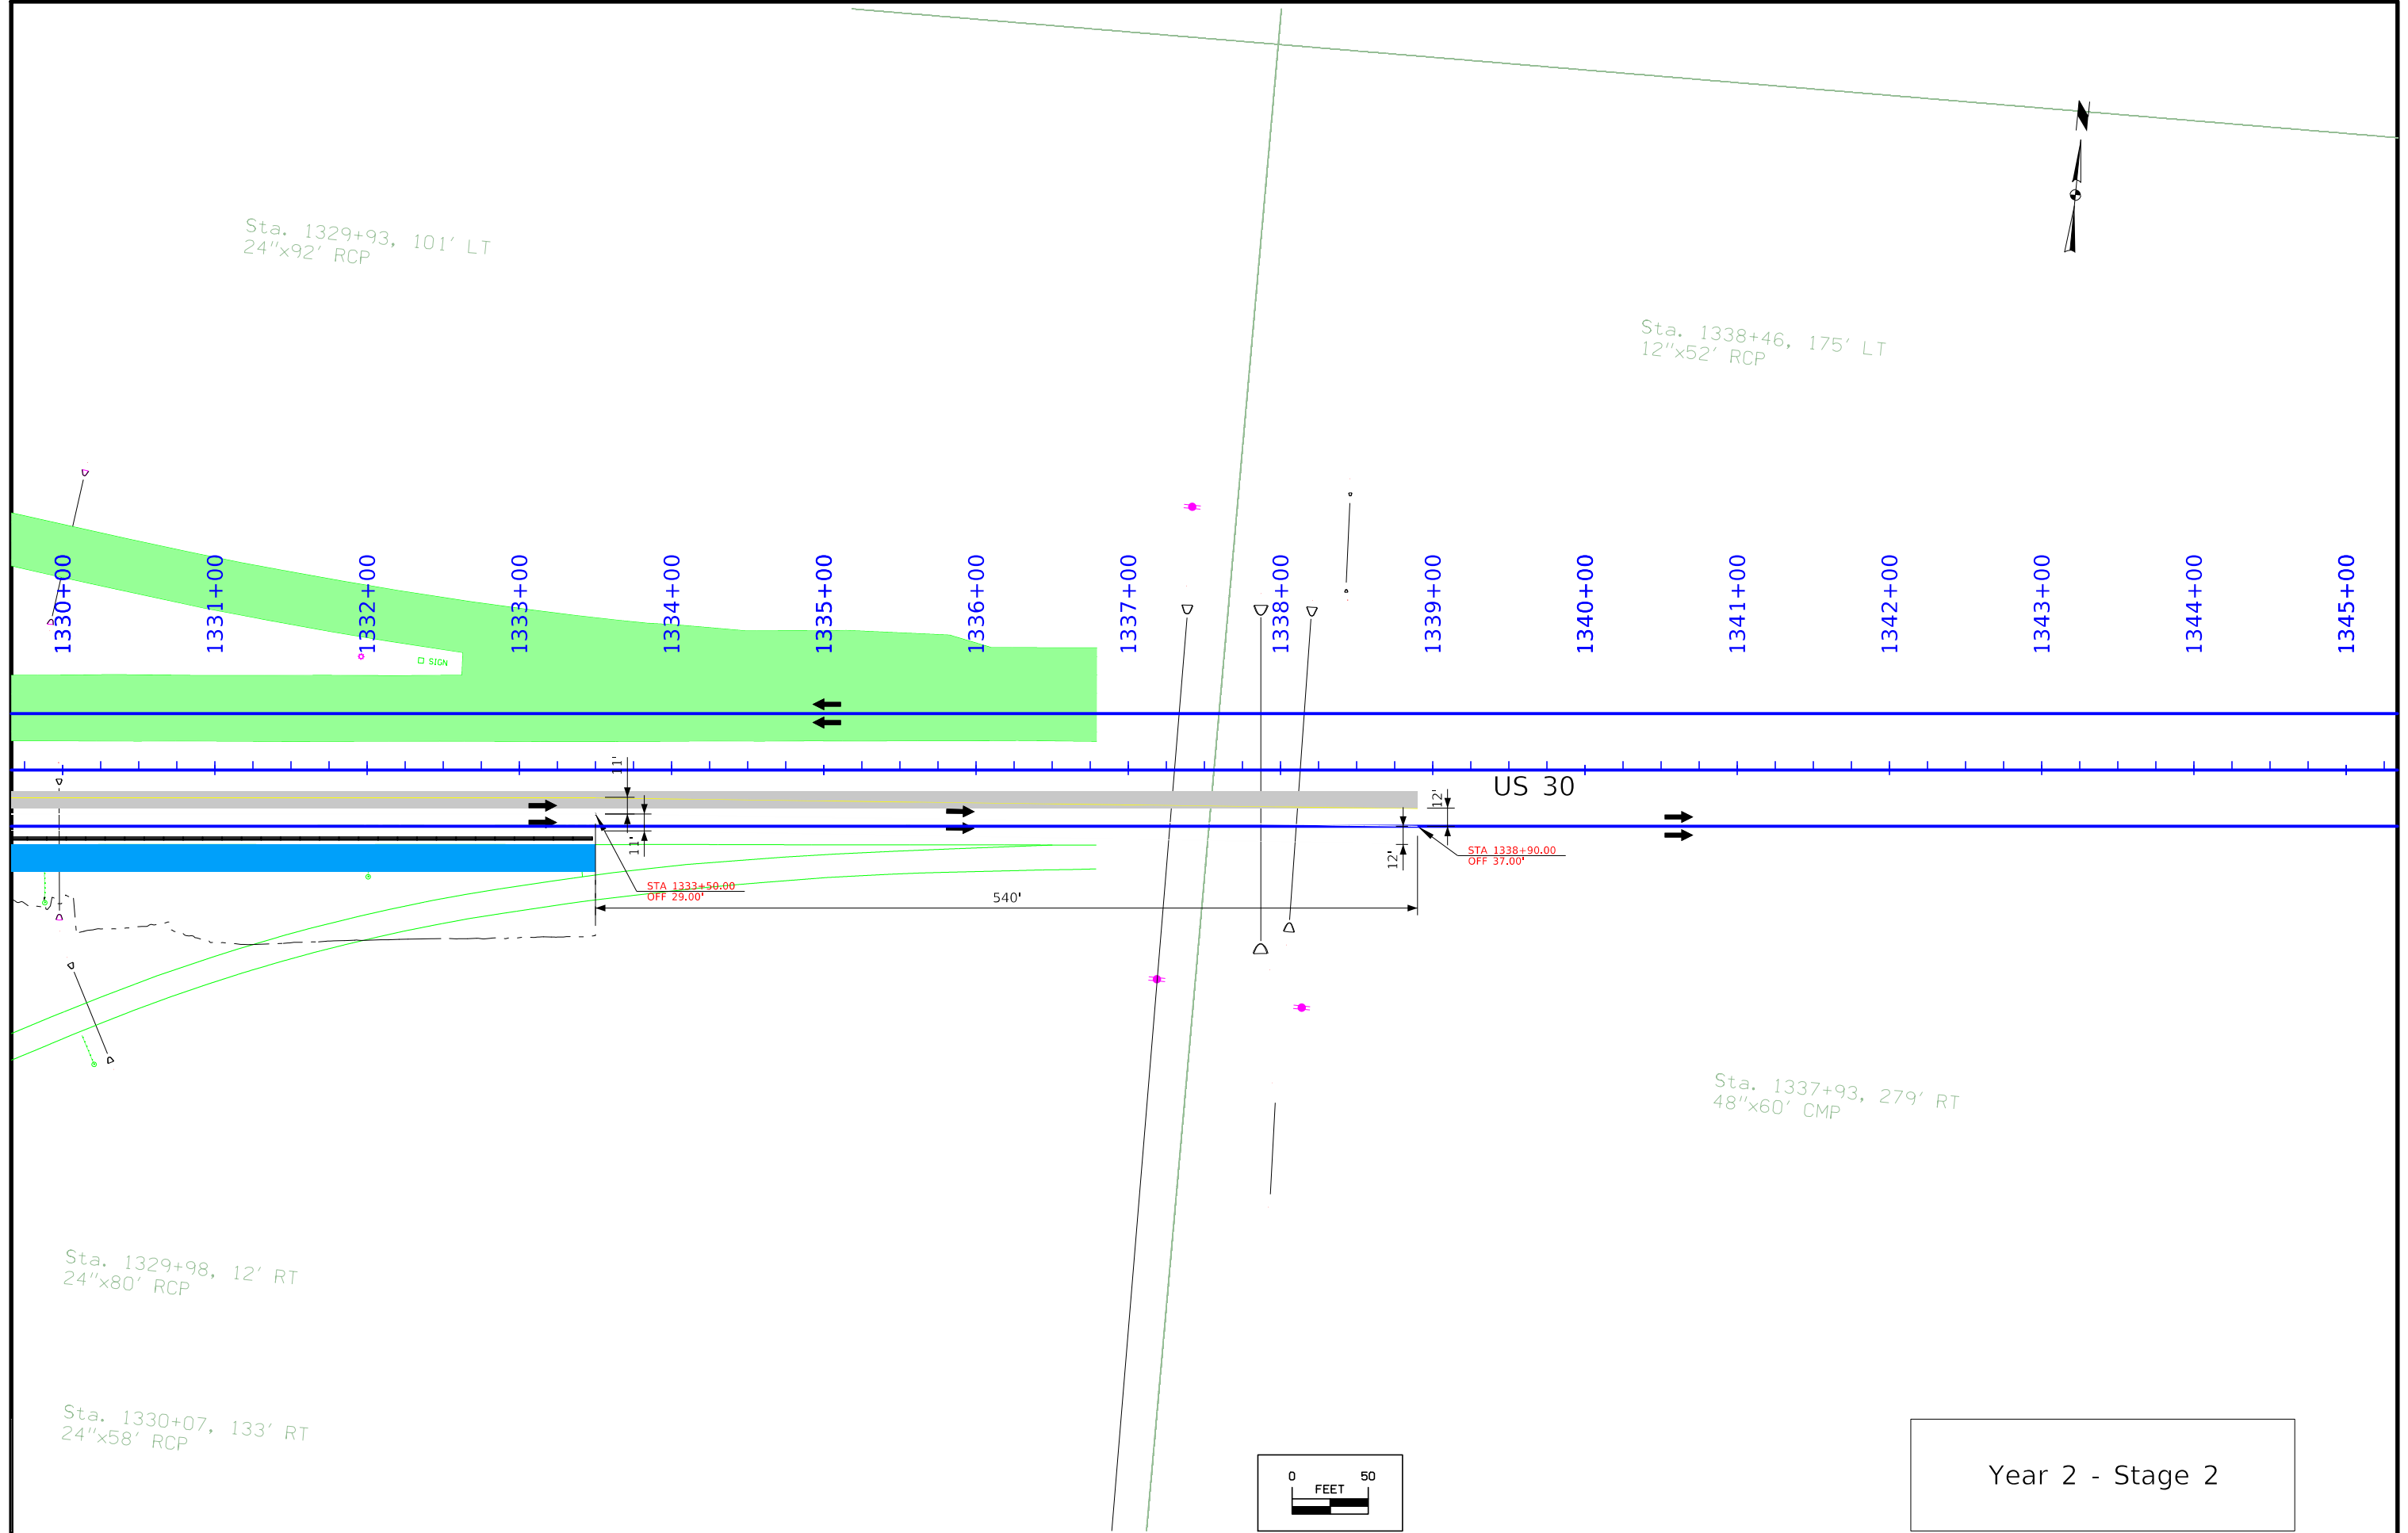 N
Sta. 1329+93, 101' LT
24"x92' RCP
Sta. 1338+46, 175' LT
12"x52' RCP
1330+00
1331+00
1332+00
1333+00
1334+00
1335+00
1336+00
1337+00
1338+00
1339+00
1340+00
1341+00
1342+00
1343+00
1344+00
1345+00
SIGN
11'
US 30
12'
11'
12'
STA 1338+90.00
OFF 37.00'
STA 1333+50.00
OFF 29.00'
540'
Sta. 1337+93, 279' RT
48"x60' CMP
Sta. 1329+98, 12' RT
24"x80' RCP
Sta. 1330+07, 133' RT
24"x58' RCP
0 50
FEET
Year 2 - Stage 2